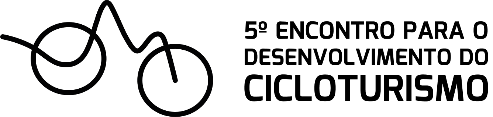 5º ENCONTRO PARA O
DESENVOLVIMENTO DO
CICLOTURISMO